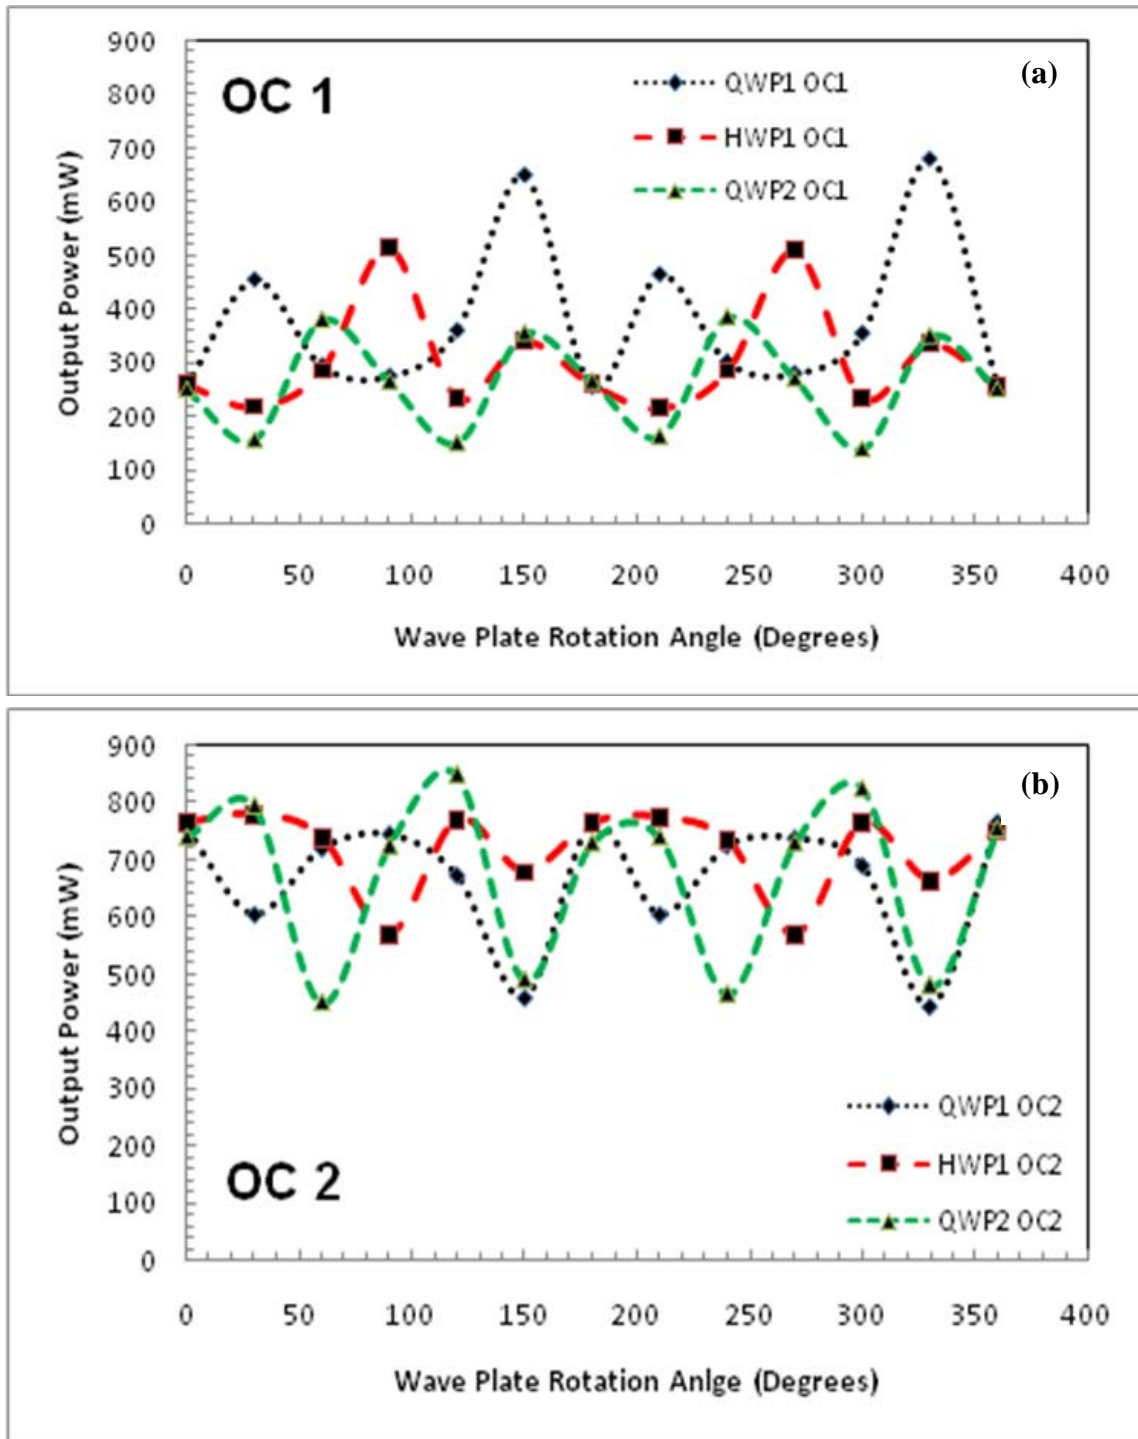 OC 1
(a)
QWP1 OC1
HWP1 OC1
QWP2 OC1
Output Power (mW)
900
800
700
600
500
400
300
200
100
0
0 50 100 150 200 250 300 350 400
Wave Plate Rotation Angle (Degrees)
(b)
Output Power (mW)
900
800
700
600
500
400
300
200
100
0
QWP1 OC2
HWP1 OC2
QWP2 OC2
OC 2
0 50 100 150 200 250 300 350 400
Wave Plate Rotation Anlge (Degrees)